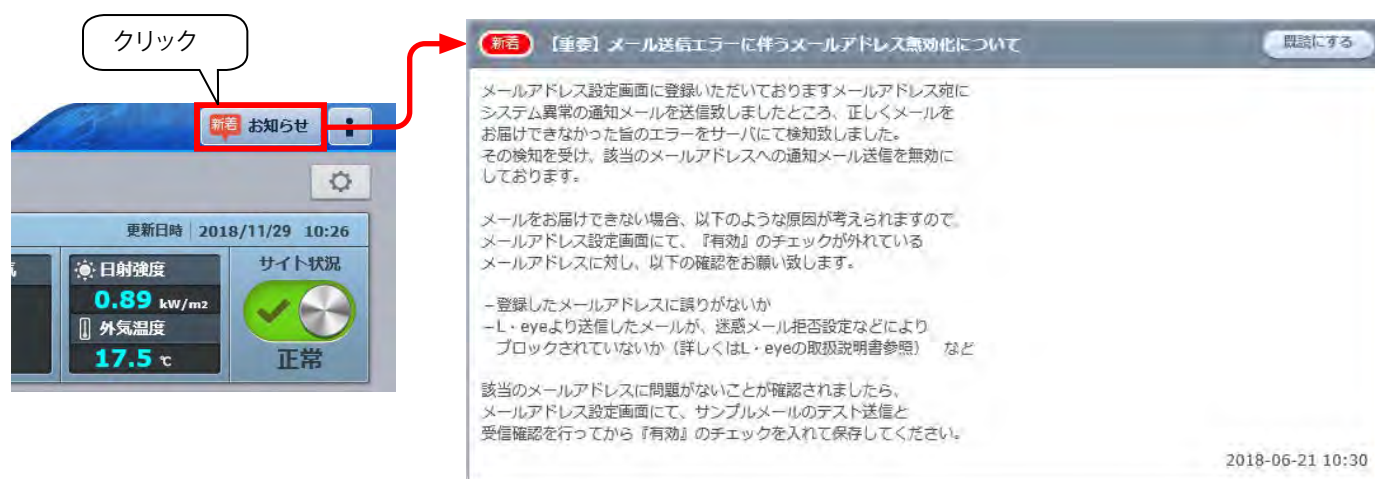 クリック
新着 お知らせ
更新日時 2018/11/29 10:26
日射強度
0.89 kW/m2
外気温度
17.5 ℃
サイト状況
正常
新着 【重要】メール送信エラーに伴うメールアドレス無効化について
既読にする
メールアドレス設定画面に登録いただいておりますメールアドレス宛に
システム異常の通知メールを送信致しましたところ、正しくメールを
お届けできなかった旨のエラーをサーバにて検知致しました。
その検知を受け、該当のメールアドレスへの通知メール送信を無効に
しております。
メールをお届けできない場合、以下のような原因が考えられますので、
メールアドレス設定画面にて、『有効』のチェックが外れている
メールアドレスに対し、以下の確認をお願い致します。
－登録したメールアドレスに誤りがないか
－L・eyeより送信したメールが、迷惑メール拒否設定などにより
ブロックされていないか（詳しくはL・eyeの取扱説明書参照） など
該当のメールアドレスに問題がないことが確認されましたら、
メールアドレス設定画面にて、サンプルメールのテスト送信と
受信確認を行ってから『有効』のチェックを入れて保存してください。
2018-06-21 10:30